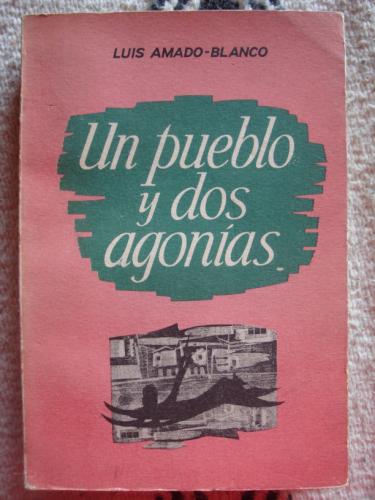 LUIS AMADO-BLANCO
Un pueblo
y dos
agonías